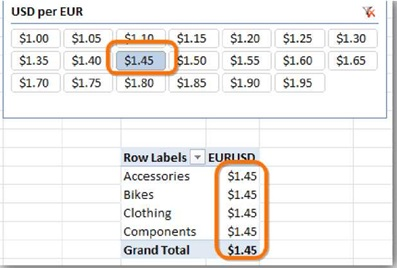 USD per EUR
$1.00 $1.05 $1.10 $1.15 $1.20 $1.25 $1.30
$1.35 $1.40 $1.45 $1.50 $1.55 $1.60 $1.65
$1.70 $1.75 $1.80 $1.85 $1.90 $1.95
Row Labels EURUSD
Accessories $1.45
Bikes $1.45
Clothing $1.45
Components $1.45
Grand Total $1.45